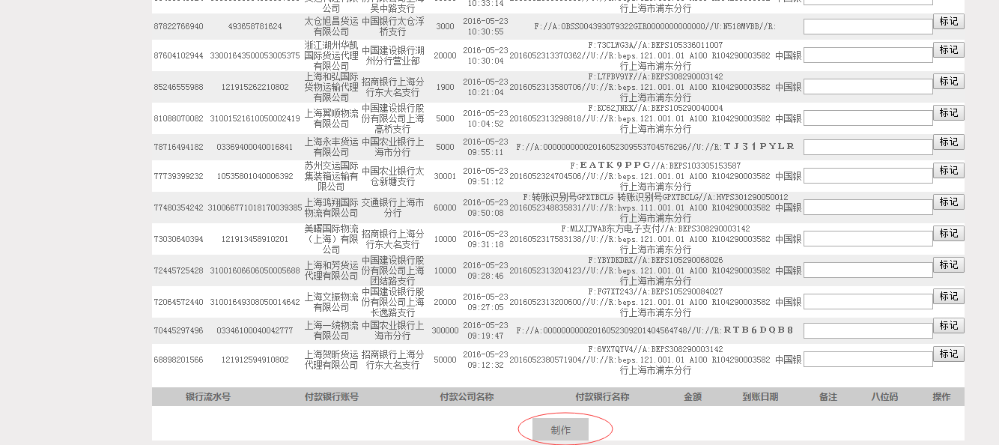 公司 吴中路支行 10:33:14 行上海市浦东分行
87822766940 493658781624 太仓旭昌货运有限公司 中国银行太仓浮桥支行 3000 2016-05-23 10:30:55 F://A:OBSS004393079322GIR0000000000000//U:N518MVBB//R: 标记
87604102944 33001643500053005375 浙江湖州华凯国际货运代理有限公司 中国建设银行湖州分行营业部 20000 2016-05-23 10:30:04 F:73CLWG3A//A:BEPS105336011007 2016052313370362//U://R:beps.121.001.01 A100 R104290003582 中国银行上海市浦东分行 标记
85246555988 121915262210802 上海和弘国际货物运输代理有限公司 招商银行上海分行东大名支行 1900 2016-05-23 10:21:04 F:L7FBV9YF//A:BEPS308290003142 2016052313580706//U://R:beps.121.001.01 A100 R104290003582 中国银行上海市浦东分行 标记
81088070082 31001521610050002419 上海翼顺物流有限公司 中国建设银行股份有限公司上海高桥支行 5000 2016-05-23 10:04:52 F:KC62JNKK//A:BEPS105290040004 2016052313298818//U://R:beps.121.001.01 A100 R104290003582 中国银行上海市浦东分行 标记
78716494182 03369400040016841 上海永丰货运有限公司 中国农业银行上海市分行 5000 2016-05-23 09:55:11 F://A:0000000000201605230953704576296//U://R:ＴＪ３１ＰＹＬＲ 标记
77739399232 10535801040006392 苏州交运国际集装箱运输有限公司 中国农业银行太仓新塘支行 30001 2016-05-23 09:51:12 F:ＥＡＴＫ９ＰＰＧ//A:BEPS103305153587 2016052324704506//U://R:beps.121.001.01 A100 R104290003582 中国银行上海市浦东分行 标记
77480354242 310066771018170039385 上海鸿翔国际物流有限公司 交通银行上海市分行 60000 2016-05-23 09:50:08 F:转账识别号GPXTBCLG 转账识别号GPXTBCLG//A:HVPS301290050012 2016052348835831//U://R:hvps.111.001.01 A100 R104290003582 中国银行上海市浦东分行 标记
73030640394 121913458910201 美曙国际物流（上海）有限公司 招商银行上海分行东大名支行 10000 2016-05-23 09:31:18 F:MLXJJWAB东方电子支付//A:BEPS308290003142 2016052317583138//U://R:beps.121.001.01 A100 R104290003582 中国银行上海市浦东分行 标记
72445725428 31001606606050005688 上海和芳货运代理有限公司 中国建设银行股份有限公司上海团结路支行 10000 2016-05-23 09:28:46 F:YBYDKDRX//A:BEPS105290068026 2016052313204123//U://R:beps.121.001.01 A100 R104290003582 中国银行上海市浦东分行 标记
72064572440 31001649308050014642 上海文振物流有限公司 中国建设银行股份有限公司上海长逸路支行 20000 2016-05-23 09:27:05 F:FG7XT243//A:BEPS105290084027 2016052313200600//U://R:beps.121.001.01 A100 R104290003582 中国银行上海市浦东分行 标记
70445297496 03346100040042777 上海一统物流有限公司 中国农业银行上海市分行 300000 2016-05-23 09:19:47 F://A:0000000000201605230920140456​4748//U://R:ＲＴＢ６ＤＱＢ８ 标记
68898201566 121912594910802 上海贺昕货运代理有限公司 招商银行上海分行东大名支行 50000 2016-05-23 09:12:32 F:6WX7QYV4//A:BEPS308290003142 2016052380571904//U://R:beps.121.001.01 A100 R104290003582 中国银行上海市浦东分行 标记
银行流水号 付款银行账号 付款公司名称 付款银行名称 金额 到账日期 备注 八位码 操作
制作